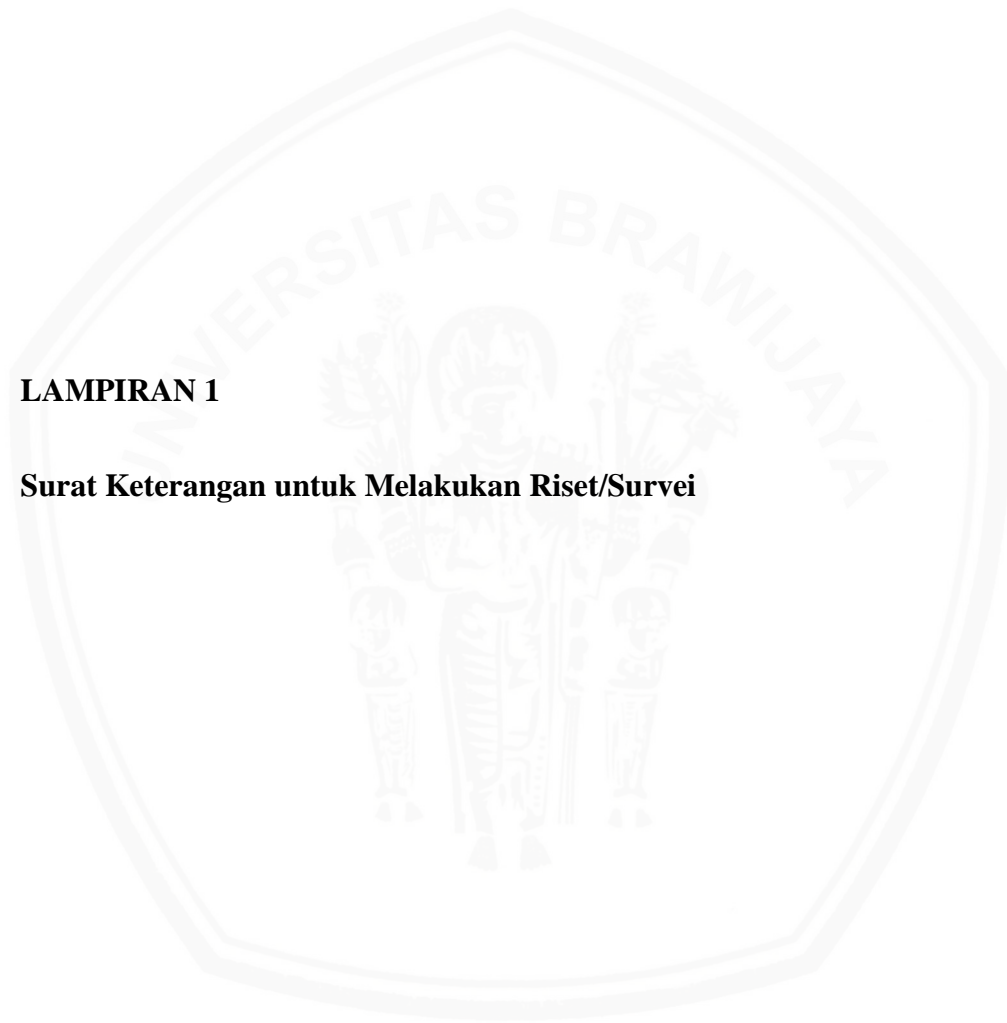 UNIVERSITAS BRAWIJAYA
LAMPIRAN 1
Surat Keterangan untuk Melakukan Riset/Survei